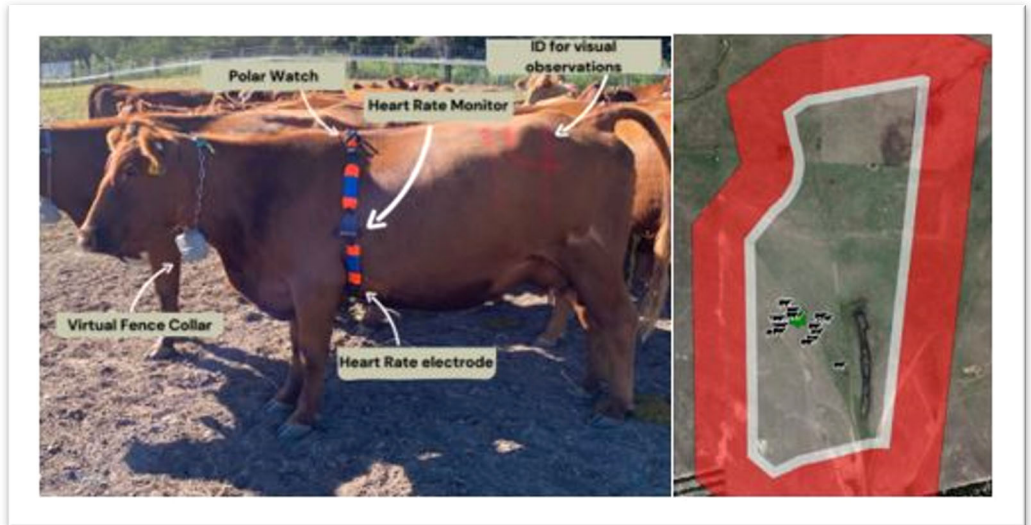 ID for visual
observations
Polar Watch
Heart Rate Monitor
Virtual Fence Collar
Heart Rate electrode